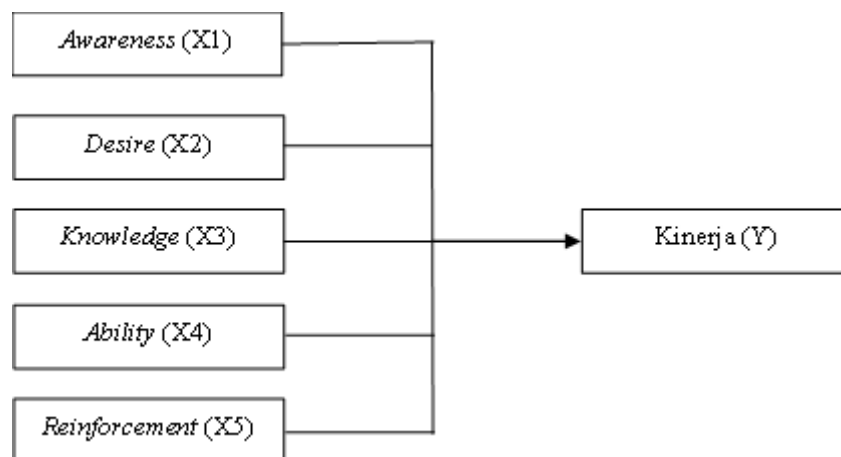 Awareness (X1)
Desire (X2)
Knowledge (X3)
Kinerja (Y)
Ability (X4)
Reinforcement (X5)